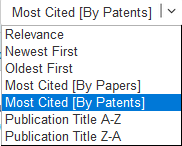 Most Cited [By Patents]
Relevance
Newest First
Oldest First
Most Cited [By Papers]
Most Cited [By Patents]
Publication Title A-Z
Publication Title Z-A